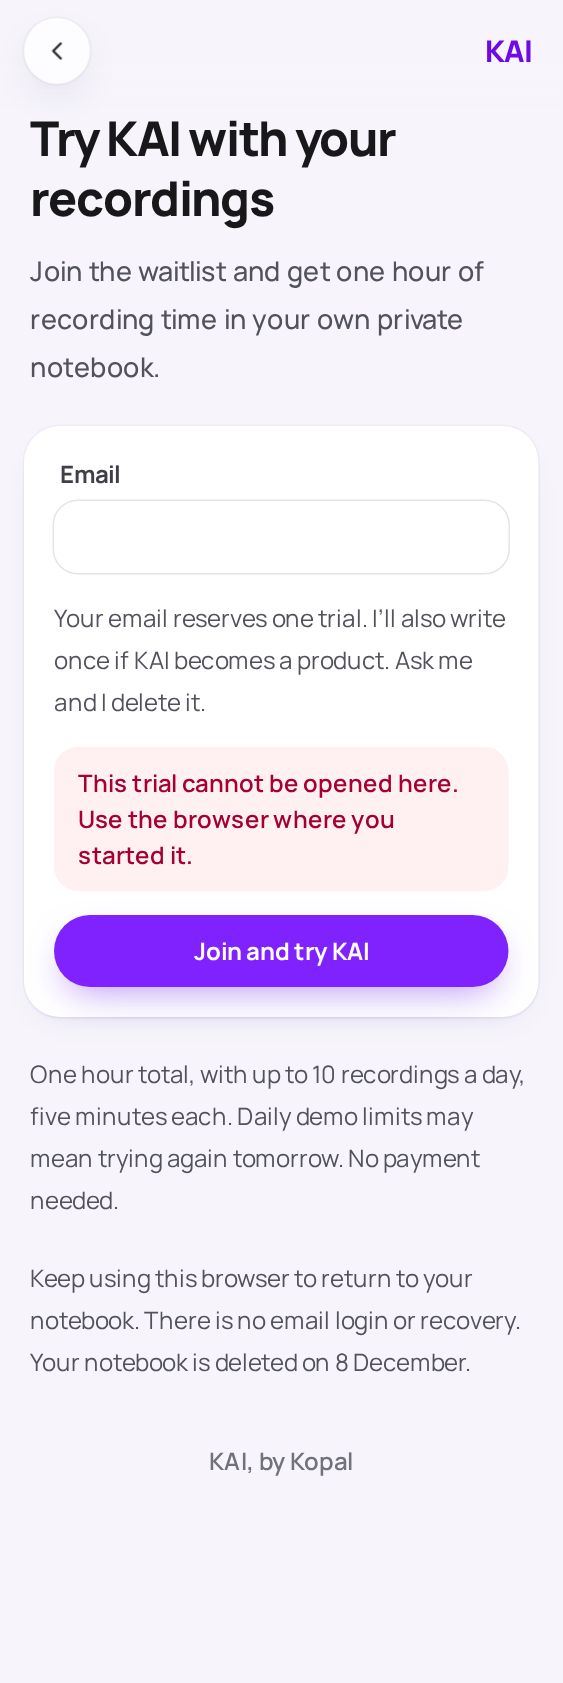 KAI
Try KAI with your
recordings
Join the waitlist and get one hour of
recording time in your own private
notebook.
Email
Your email reserves one trial. I’ll also write
once if KAI becomes a product. Ask me
and I delete it.
This trial cannot be opened here.
Use the browser where you
started it.
Join and try KAI
One hour total, with up to 10 recordings a day,
five minutes each. Daily demo limits may
mean trying again tomorrow. No payment
needed.
Keep using this browser to return to your
notebook. There is no email login or recovery.
Your notebook is deleted on 8 December.
KAI, by Kopal